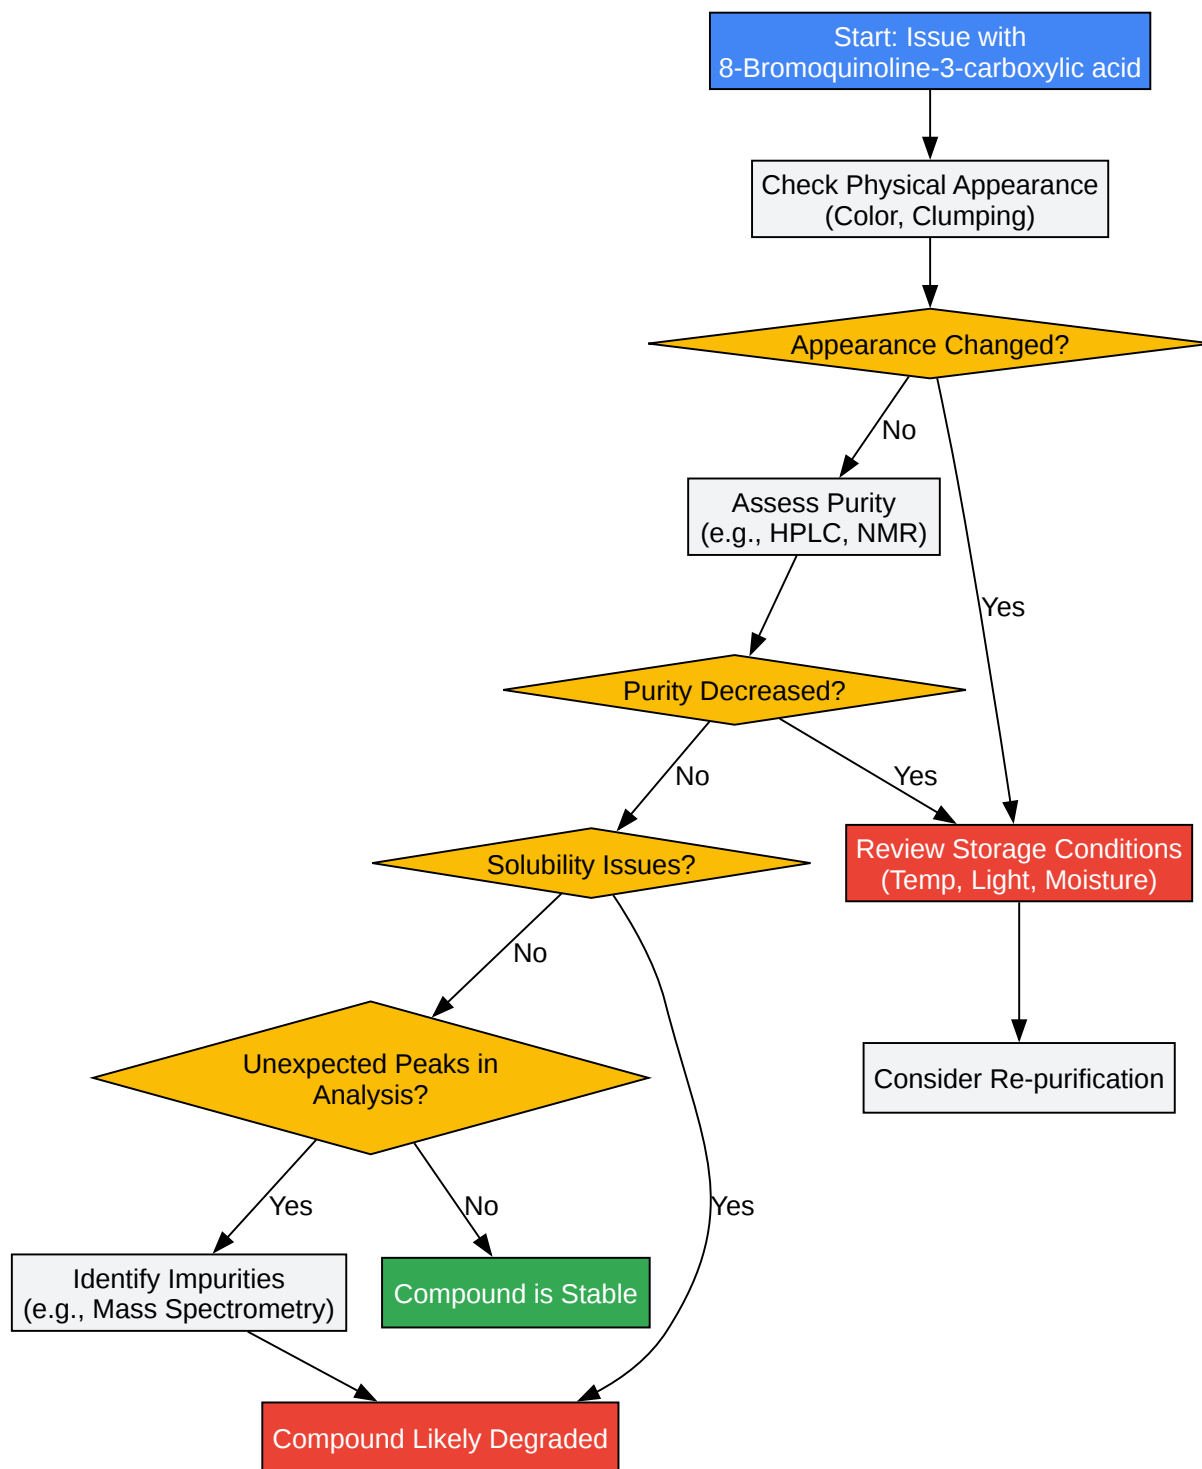 Start: Issue with
8-Bromoquinoline-3-carboxylic acid
Check Physical Appearance
(Color, Clumping)
Appearance Changed?
No
Assess Purity
(e.g., HPLC, NMR)
Yes
Purity Decreased?
No
Yes
Solubility Issues?
Review Storage Conditions
(Temp, Light, Moisture)
No
Unexpected Peaks in
Analysis?
Consider Re-purification
Yes
No
Yes
Identify Impurities
(e.g., Mass Spectrometry)
Compound is Stable
Compound Likely Degraded